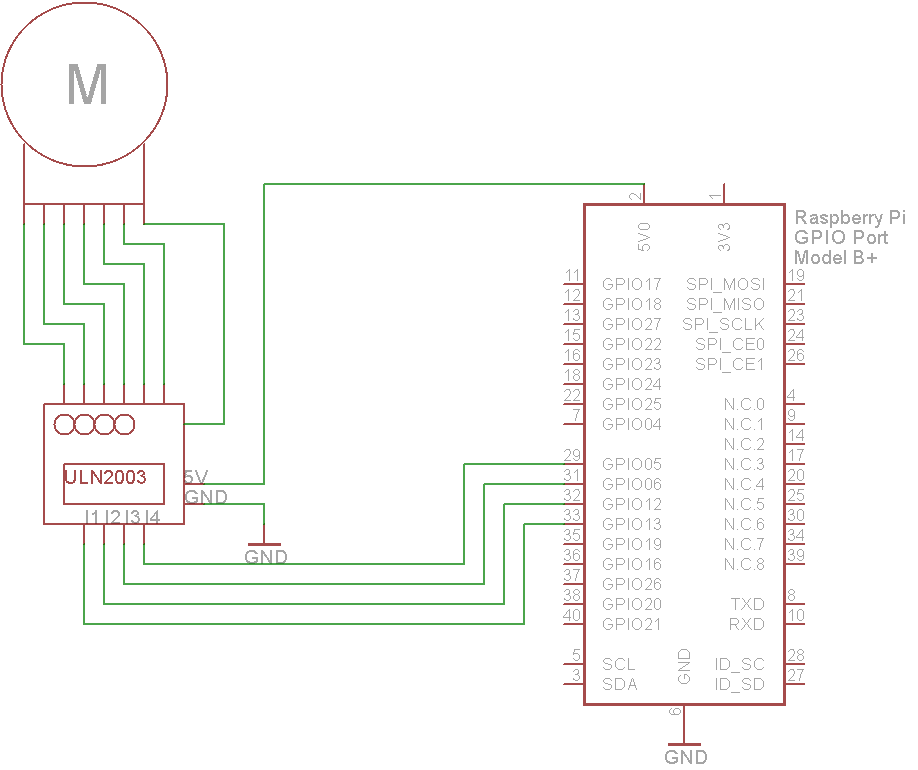 M
2
1
5V0
3V3
Raspberry Pi
GPIO Port
Model B+
11 GPIO17 SPI_MOSI 19
12 GPIO18 SPI_MISO 21
13 GPIO27 SPI_SCLK 23
15 GPIO22 SPI_CE0 24
16 GPIO23 SPI_CE1 26
18 GPIO24
22 GPIO25 N.C.0 4
7 GPIO04 N.C.1 9
N.C.2 14
29 GPIO05 N.C.3 17
31 GPIO06 N.C.4 20
32 GPIO12 N.C.5 25
33 GPIO13 N.C.6 30
35 GPIO19 N.C.7 34
36 GPIO16 N.C.8 39
37 GPIO26
38 GPIO20 TXD 8
40 GPIO21 RXD 10
5 SCL ID_SC 28
3 SDA ID_SD 27
GND
6
GND
ULN2003
5V
GND
I1 I2 I3 I4
GND